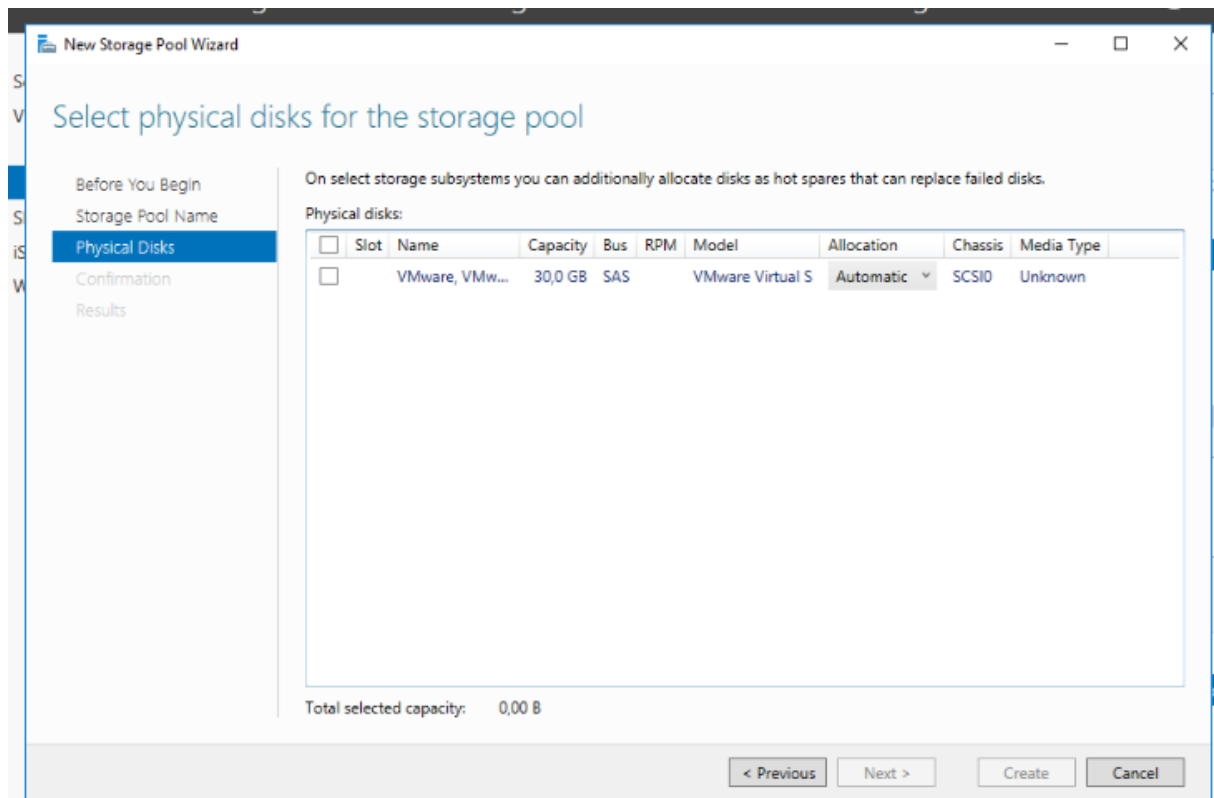 New Storage Pool Wizard
Select physical disks for the storage pool
Before You Begin
Storage Pool Name
Physical Disks
Confirmation
Results
On select storage subsystems you can additionally allocate disks as hot spares that can replace failed disks.
Physical disks:
Slot Name Capacity Bus RPM Model Allocation Chassis Media Type
VMware, VMw... 30,0 GB SAS VMware Virtual S Automatic SCSI0 Unknown
Total selected capacity: 0,00 B
< Previous Next > Create Cancel